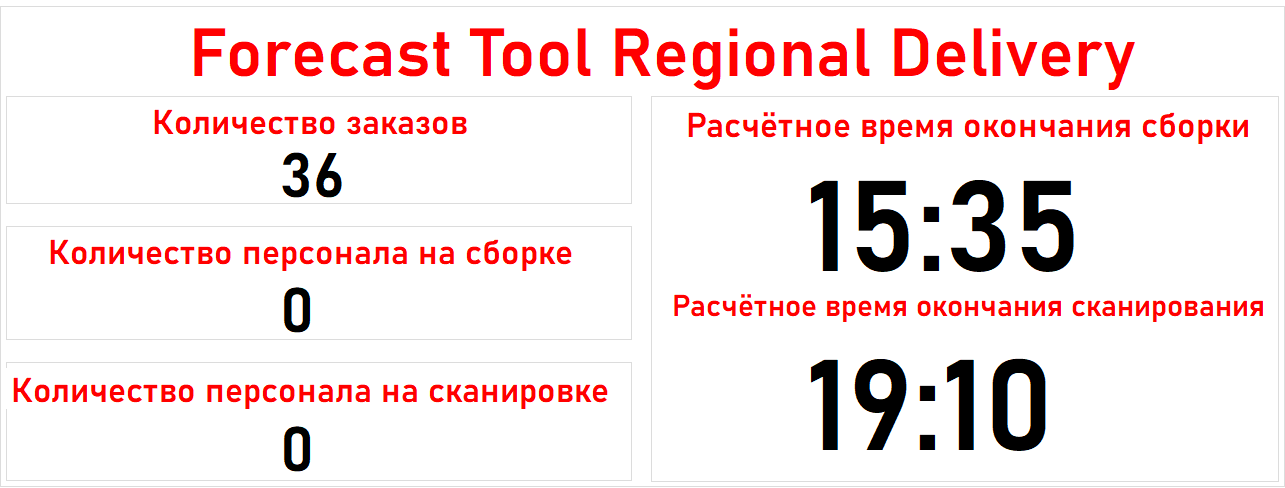 Forecast Tool Regional Delivery
Количество заказов
36
Количество персонала на сборке
0
Количество персонала на сканировке
0
Расчётное время окончания сборки
15:35
Расчётное время окончания сканирования
19:10